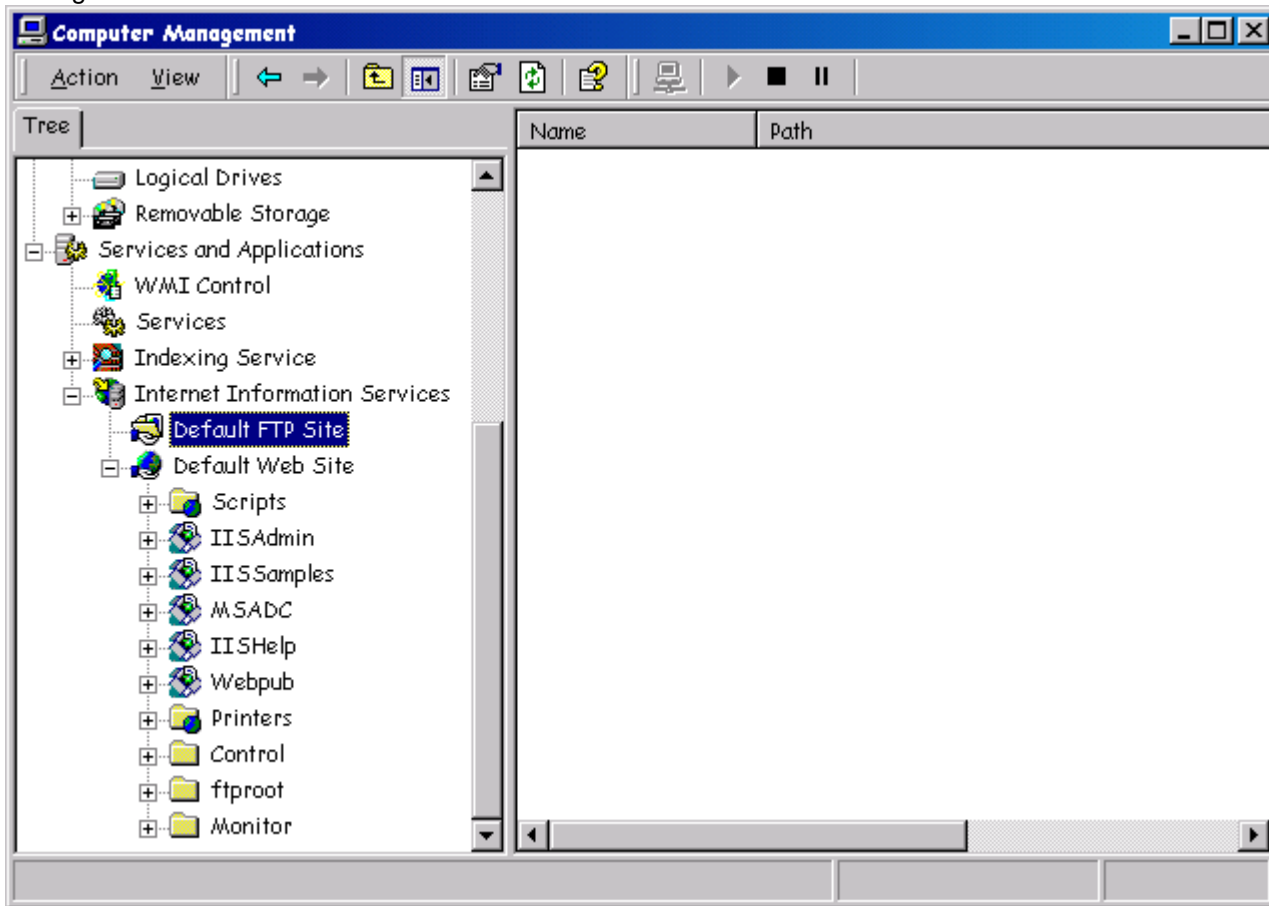 Computer Management
Action View
Tree
Name Path
Logical Drives
Removable Storage
Services and Applications
WMI Control
Services
Indexing Service
Internet Information Services
Default FTP Site
Default Web Site
Scripts
IISAdmin
IISSamples
MSADC
IISHelp
Webpub
Printers
Control
ftproot
Monitor